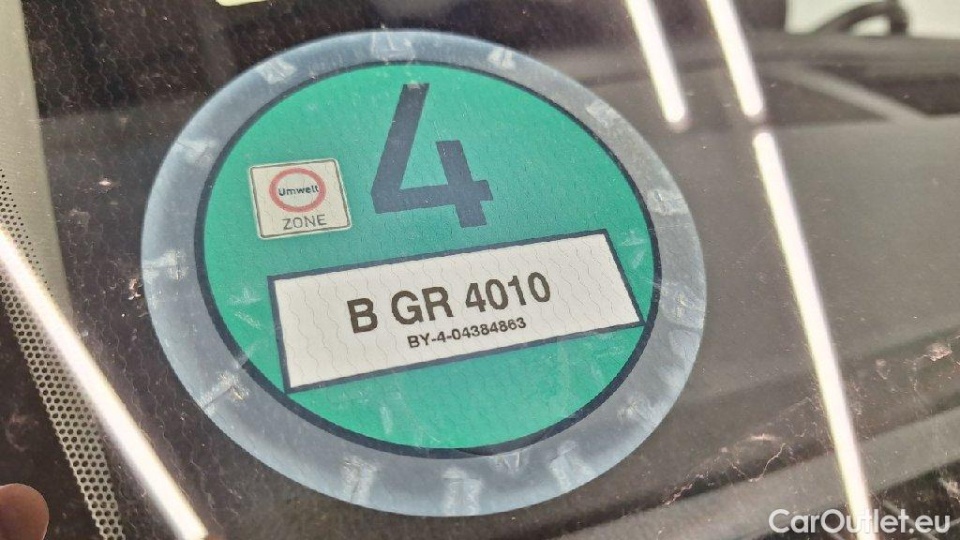 4
Umwelt
ZONE
B GR 4010
BY-4-04384863
CarOutlet.eu